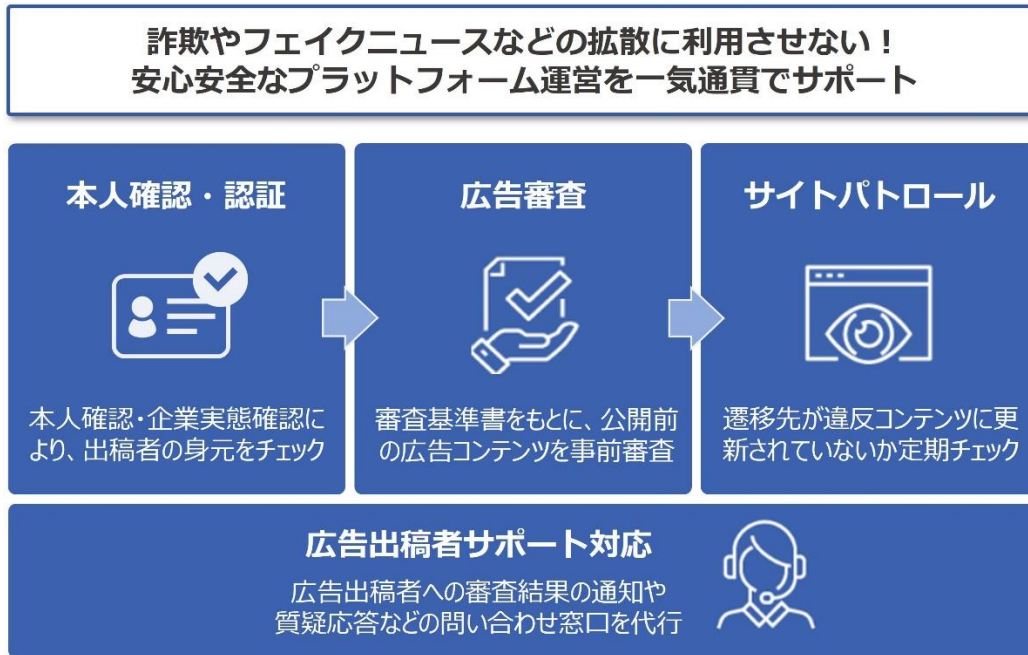 詐欺やフェイクニュースなどの拡散に利用させない！
安心安全なプラットフォーム運営を一気通貫でサポート
本人確認・認証
本人確認・企業実態確認に
より、出稿者の身元をチェック
広告審査
審査基準書をもとに、公開前
の広告コンテンツを事前審査
サイトパトロール
遷移先が違反コンテンツに更
新されていないか定期チェック
広告出稿者サポート対応
広告出稿者への審査結果の通知や
質疑応答などの問い合わせ窓口を代行